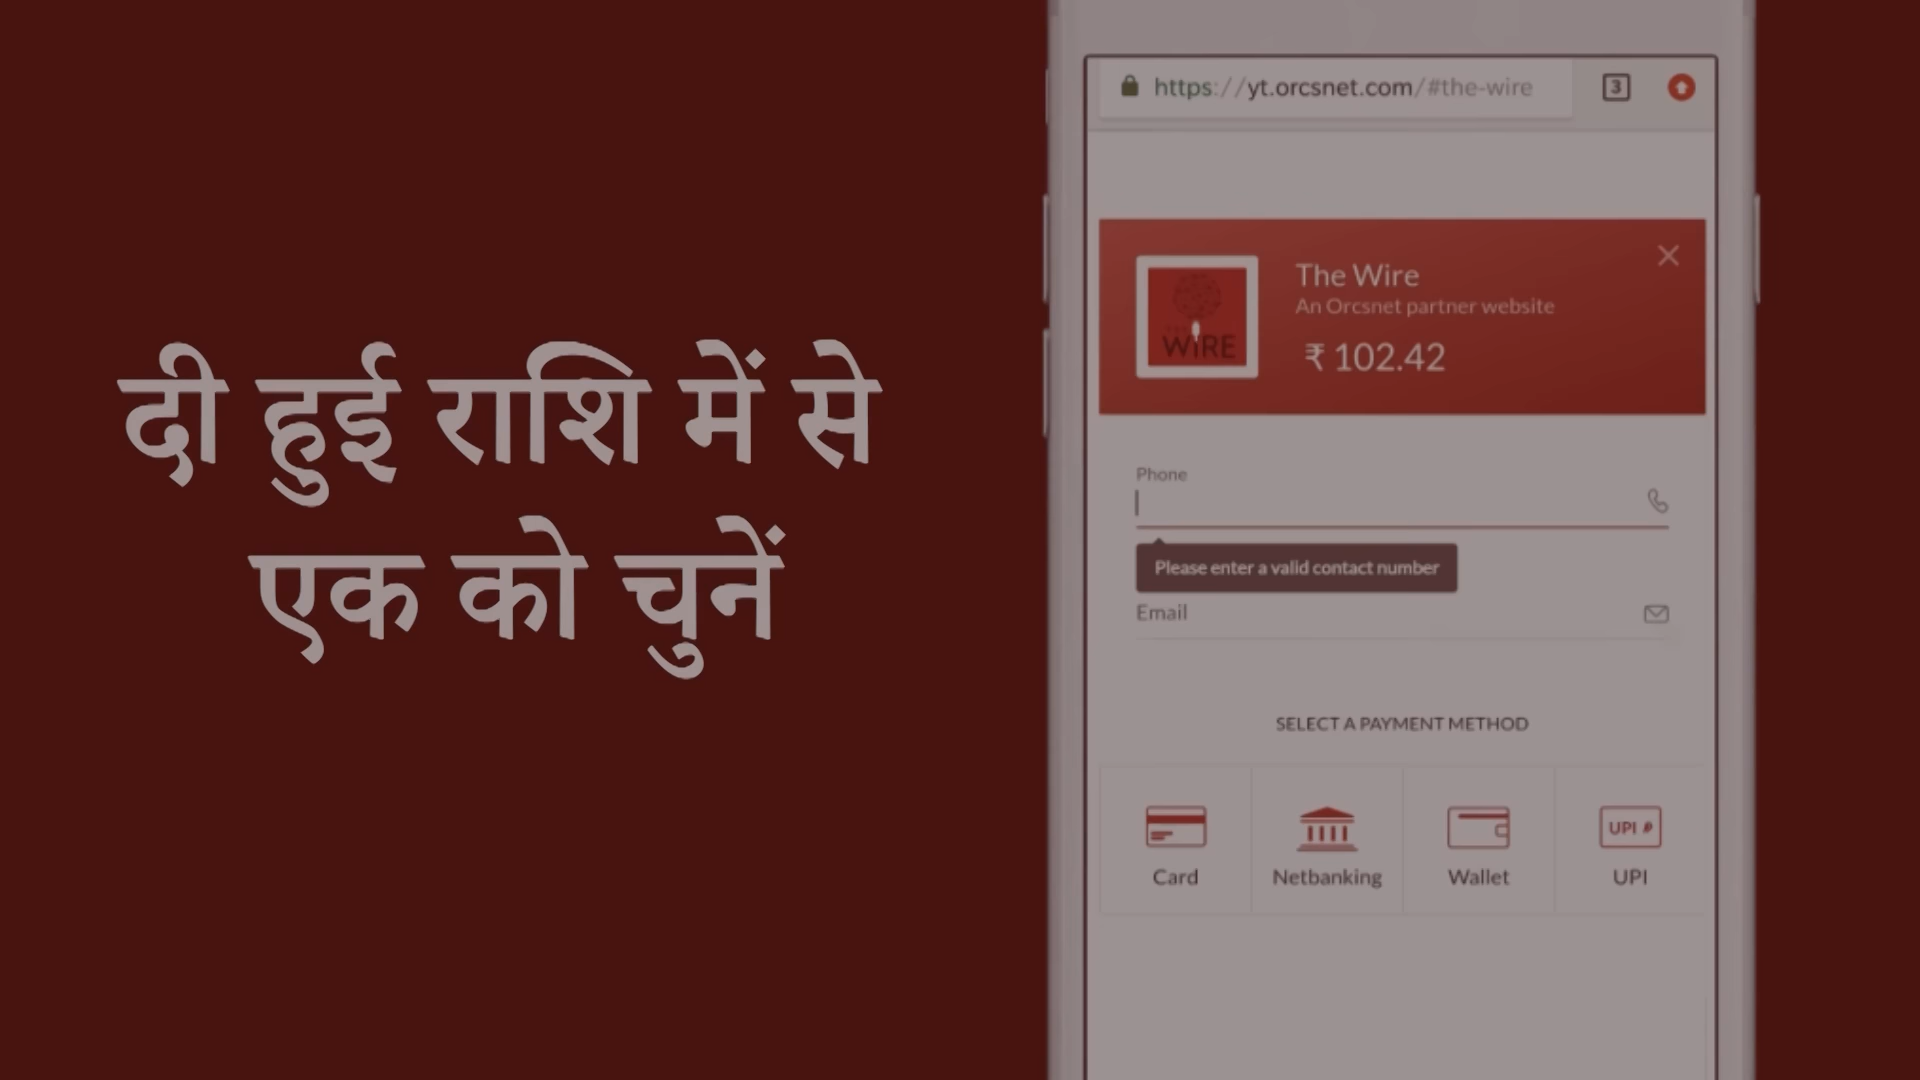 दी हुई राशि में से
एक को चुनें
https://yt.orcsnet.com/#the-wire
3
The Wire
An Orcsnet partner website
₹ 102.42
WIRE
Phone
Please enter a valid contact number
Email
SELECT A PAYMENT METHOD
UPI
Card
Netbanking
Wallet
UPI